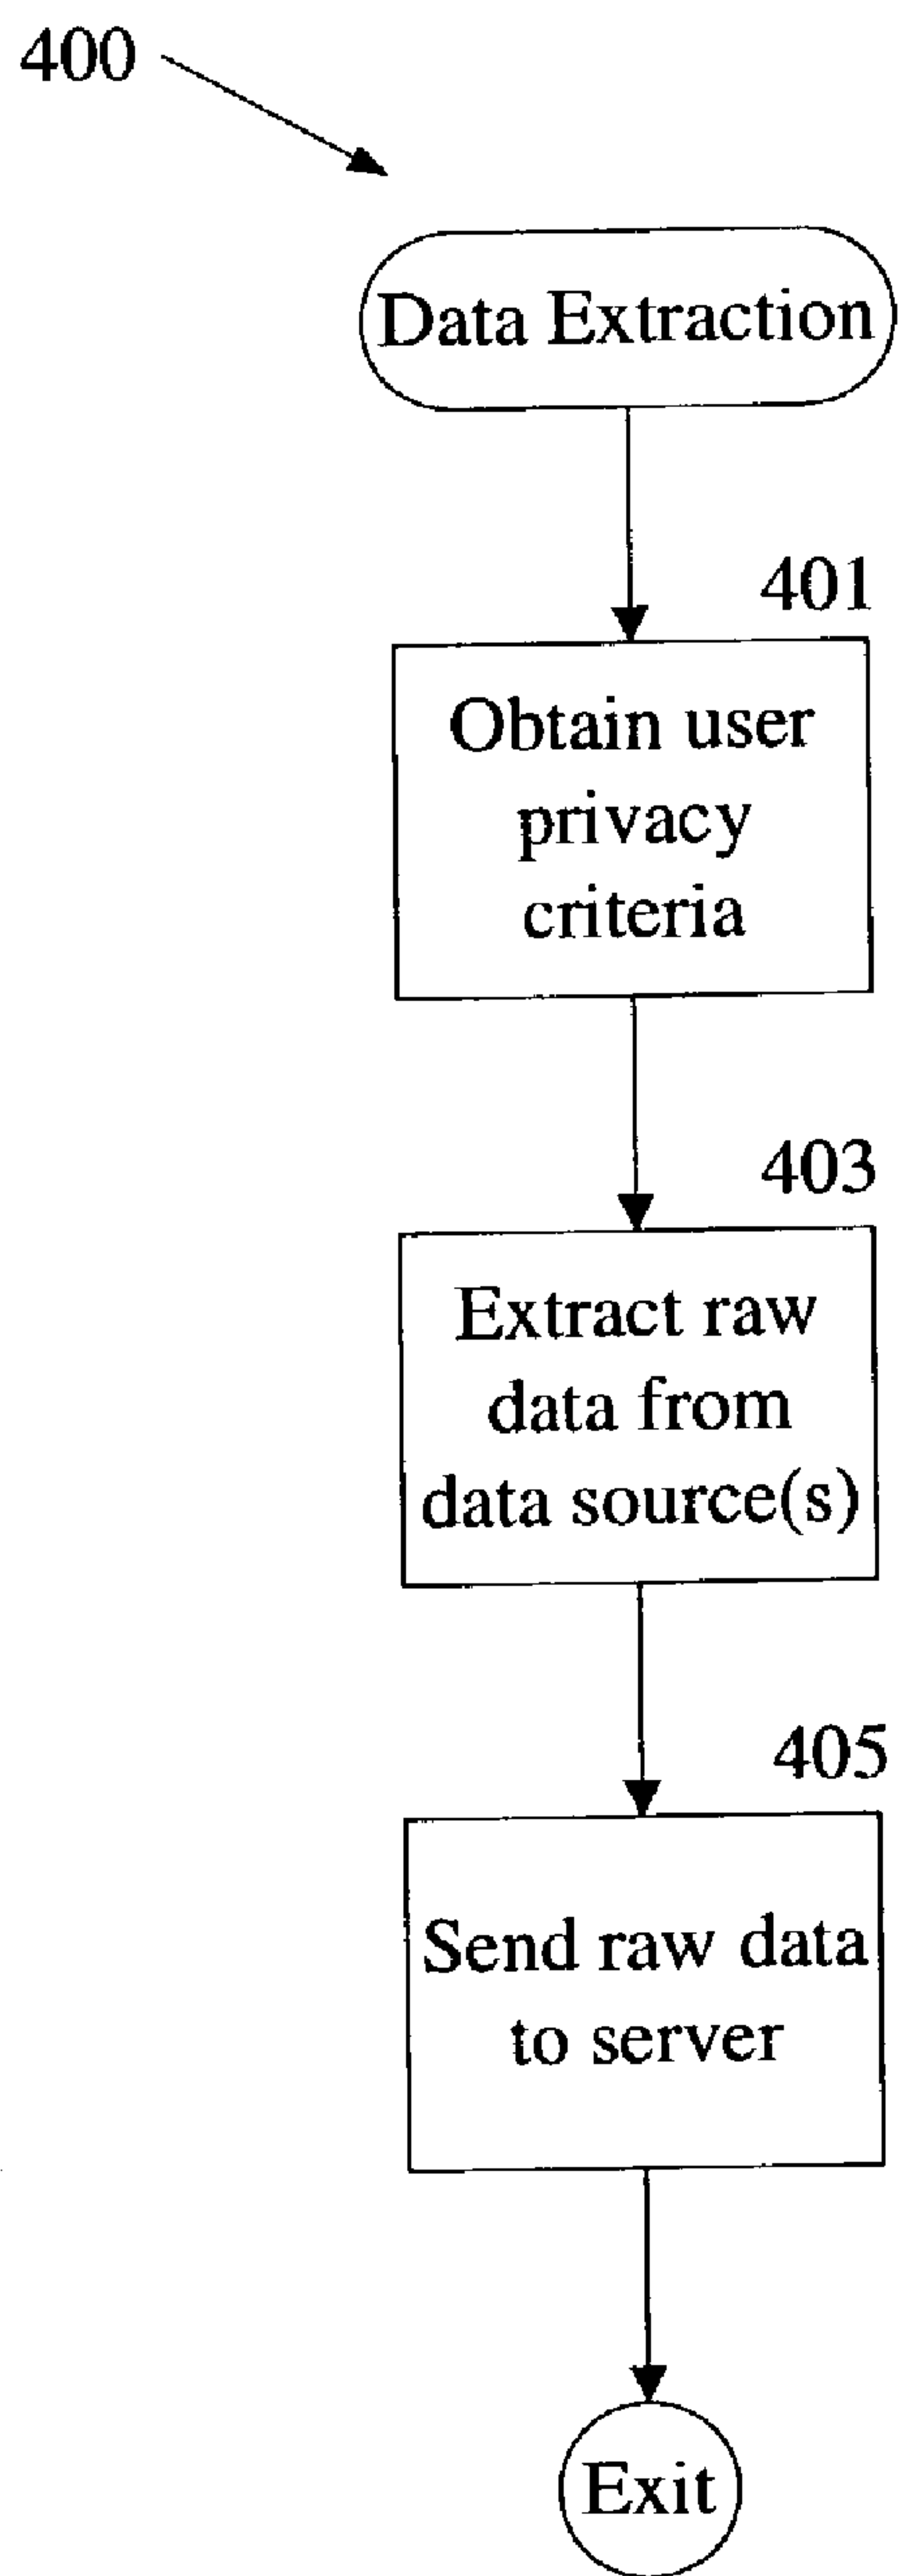 400
Data Extraction
401
Obtain user
privacy
criteria
403
Extract raw
data from
data source(s)
405
Send raw data
to server
Exit